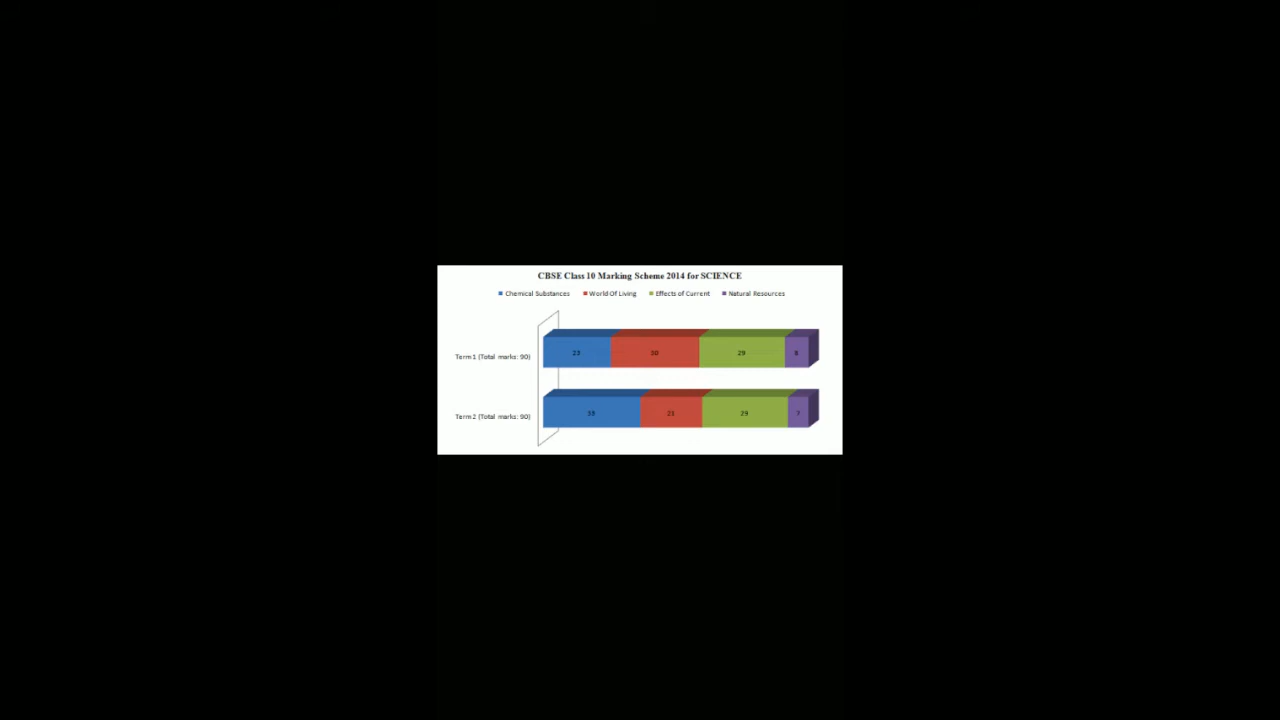 CBSE Class 10 Marking Scheme 2014 for SCIENCE
Chemical Substances World Of Living Effects of Current Natural Resources
Term 1 (Total marks: 90) 23 30 29 8
Term 2 (Total marks: 90) 33 21 29 7